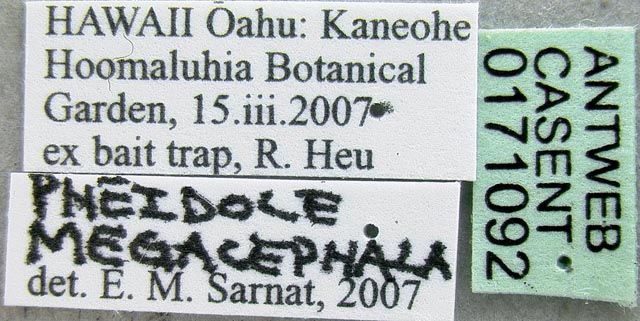 HAWAII Ōahu: Kaneohe
Hoomaluhia Botanical
Garden, 15.iii.2007
ex bait trap, R. Heu
PHEIDOLE
MEGACEPHALA
det. E. M. Sarnat, 2007
ANTWEB
CASENT
0171092